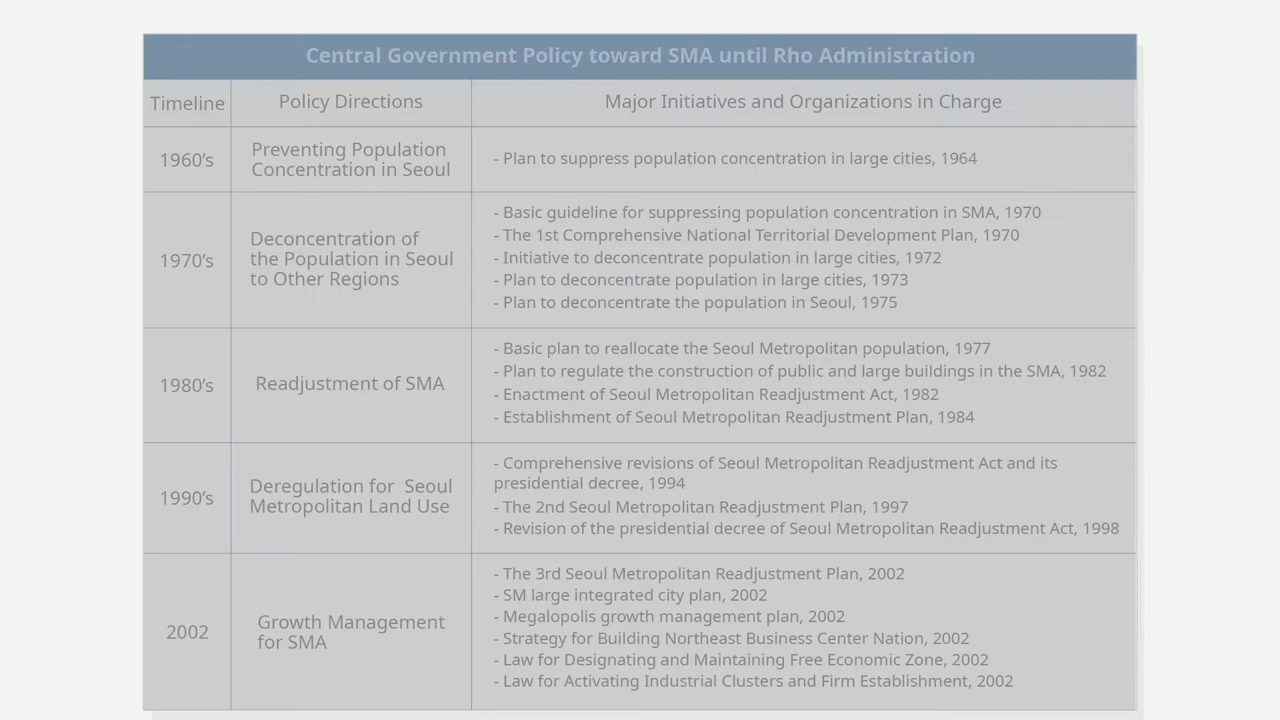 Central Government Policy toward SMA until Rho Administration
Timeline
Policy Directions
Major Initiatives and Organizations in Charge
1960’s
Preventing Population
Concentration in Seoul
- Plan to suppress population concentration in large cities, 1964
1970’s
Deconcentration of
the Population in Seoul
to Other Regions
- Basic guideline for suppressing population concentration in SMA, 1970
- The 1st Comprehensive National Territorial Development Plan, 1970
- Initiative to deconcentrate population in large cities, 1972
- Plan to deconcentrate population in large cities, 1973
- Plan to deconcentrate the population in Seoul, 1975
1980’s
Readjustment of SMA
- Basic plan to reallocate the Seoul Metropolitan population, 1977
- Plan to regulate the construction of public and large buildings in the SMA, 1982
- Enactment of Seoul Metropolitan Readjustment Act, 1982
- Establishment of Seoul Metropolitan Readjustment Plan, 1984
1990’s
Deregulation for  Seoul
Metropolitan Land Use
- Comprehensive revisions of Seoul Metropolitan Readjustment Act and its
presidential decree, 1994
- The 2nd Seoul Metropolitan Readjustment Plan, 1997
- Revision of the presidential decree of Seoul Metropolitan Readjustment Act, 1998
2002
Growth Management
for SMA
- The 3rd Seoul Metropolitan Readjustment Plan, 2002
- SM large integrated city plan, 2002
- Megalopolis growth management plan, 2002
- Strategy for Building Northeast Business Center Nation, 2002
- Law for Designating and Maintaining Free Economic Zone, 2002
- Law for Activating Industrial Clusters and Firm Establishment, 2002